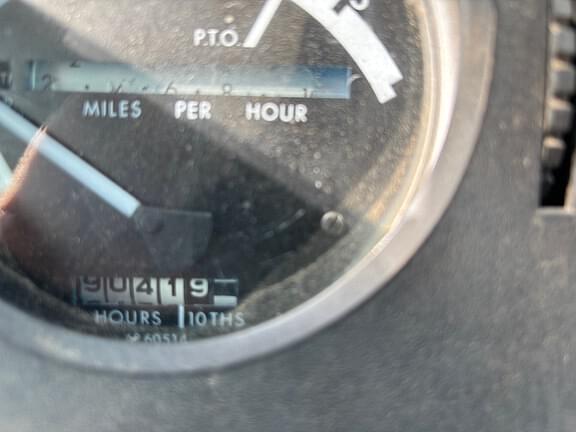 P.T.O.
MILES PER HOUR
90419
HOURS 10THS